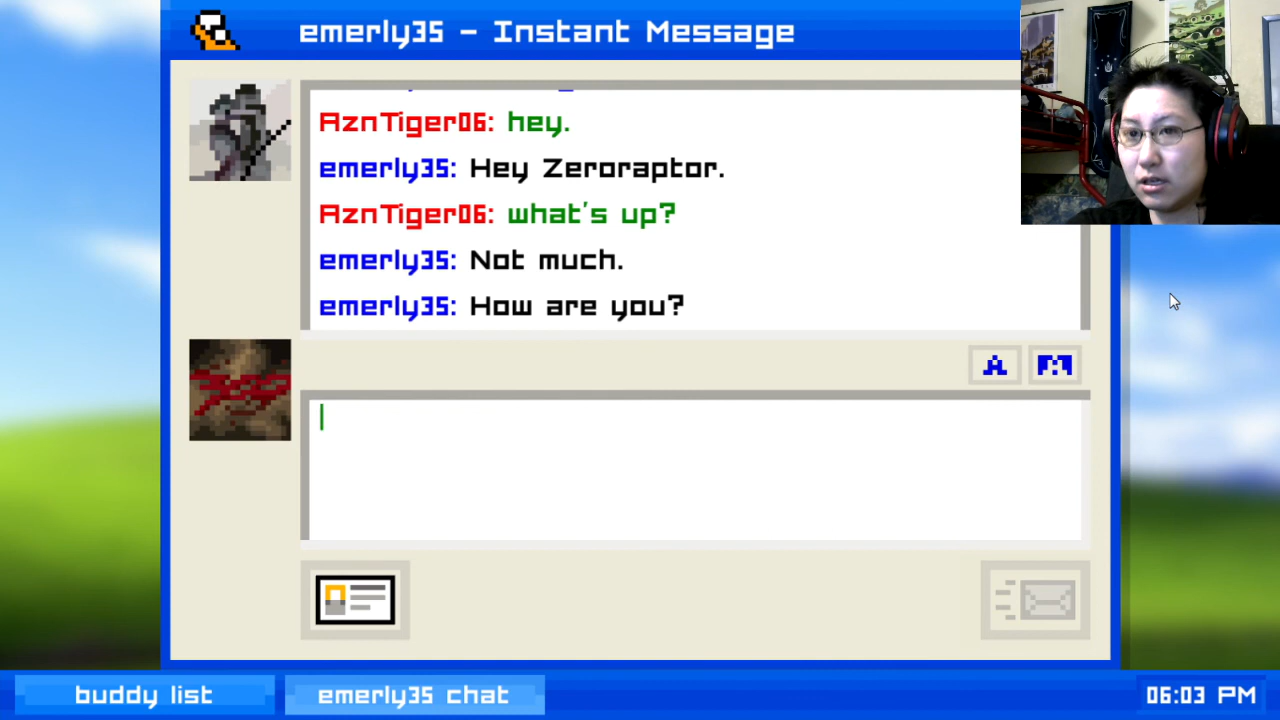 emerly35 - Instant Message
AznTiger06: hey.
emerly35: Hey Zeroraptor.
AznTiger06: what's up?
emerly35: Not much.
emerly35: How are you?
A
buddy list
emerly35 chat
06:03 PM